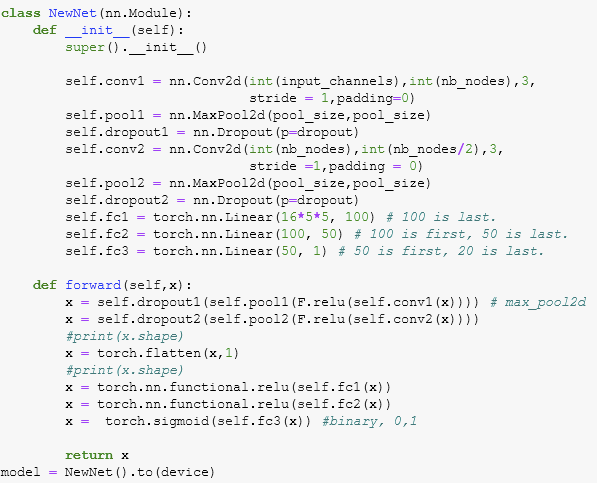 class NewNet(nn.Module):
    def __init__(self):
        super().__init__()

        self.conv1 = nn.Conv2d(int(input_channels),int(nb_nodes),3,
                               stride = 1,padding=0)
        self.pool1 = nn.MaxPool2d(pool_size,pool_size)
        self.dropout1 = nn.Dropout(p=dropout)
        self.conv2 = nn.Conv2d(int(nb_nodes),int(nb_nodes/2),3,
                               stride =1,padding = 0)
        self.pool2 = nn.MaxPool2d(pool_size,pool_size)
        self.dropout2 = nn.Dropout(p=dropout)
        self.fc1 = torch.nn.Linear(16*5*5, 100) # 100 is last.
        self.fc2 = torch.nn.Linear(100, 50) # 100 is first, 50 is last.
        self.fc3 = torch.nn.Linear(50, 1) # 50 is first, 20 is last.

    def forward(self,x):
        x = self.dropout1(self.pool1(F.relu(self.conv1(x)))) # max_pool2d
        x = self.dropout2(self.pool2(F.relu(self.conv2(x))))
        #print(x.shape)
        x = torch.flatten(x,1)
        #print(x.shape)
        x = torch.nn.functional.relu(self.fc1(x))
        x = torch.nn.functional.relu(self.fc2(x))
        x =  torch.sigmoid(self.fc3(x)) #binary, 0,1

        return x
model = NewNet().to(device)